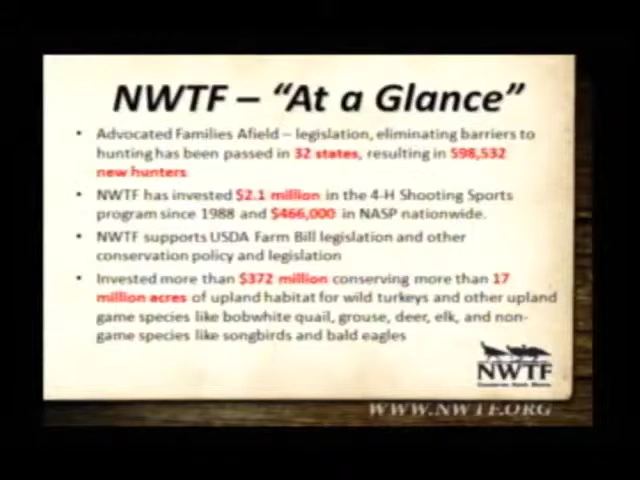 NWTF – “At a Glance”
• Advocated Families Afield – legislation, eliminating barriers to
hunting has been passed in 32 states, resulting in 598,532
new hunters
• NWTF has invested $2.1 million in the 4-H Shooting Sports
program since 1988 and $466,000 in NASP nationwide.
• NWTF supports USDA Farm Bill legislation and other
conservation policy and legislation
• Invested more than $372 million conserving more than 17
million acres of upland habitat for wild turkeys and other upland
game species like bobwhite quail, grouse, deer, elk, and non-
game species like songbirds and bald eagles
NWTF
WWW.NWTF.ORG